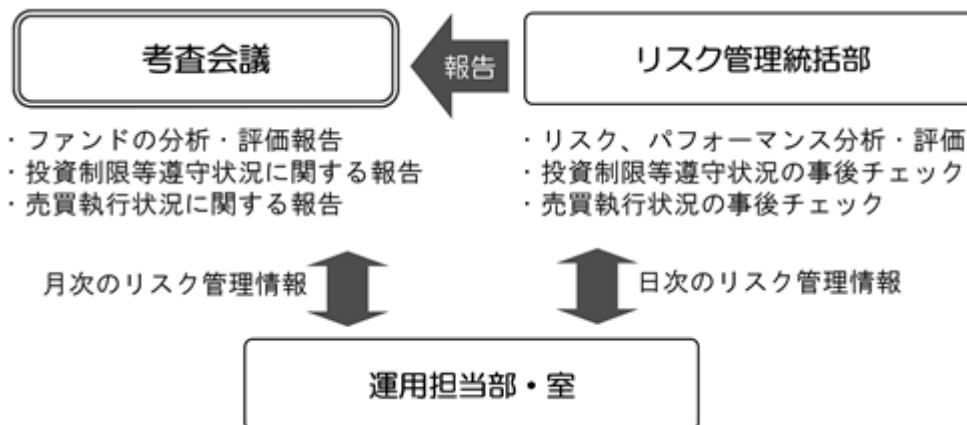 考査会議
報告
リスク管理統括部
・ファンドの分析・評価報告
・投資制限等遵守状況に関する報告
・売買執行状況に関する報告
・リスク、パフォーマンス分析・評価
・投資制限等遵守状況の事後チェック
・売買執行状況の事後チェック
月次のリスク管理情報
日次のリスク管理情報
運用担当部・室